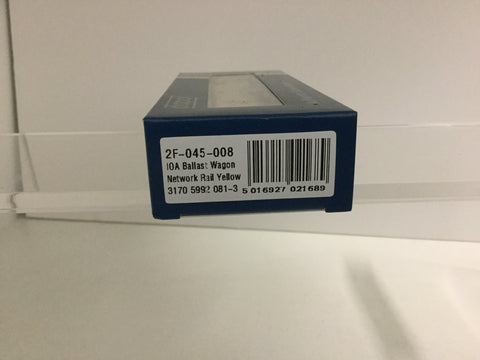 2F-045-008
IOA Ballast Wagon
Network Rail Yellow
3170 5992 081-3
5 016927 021689